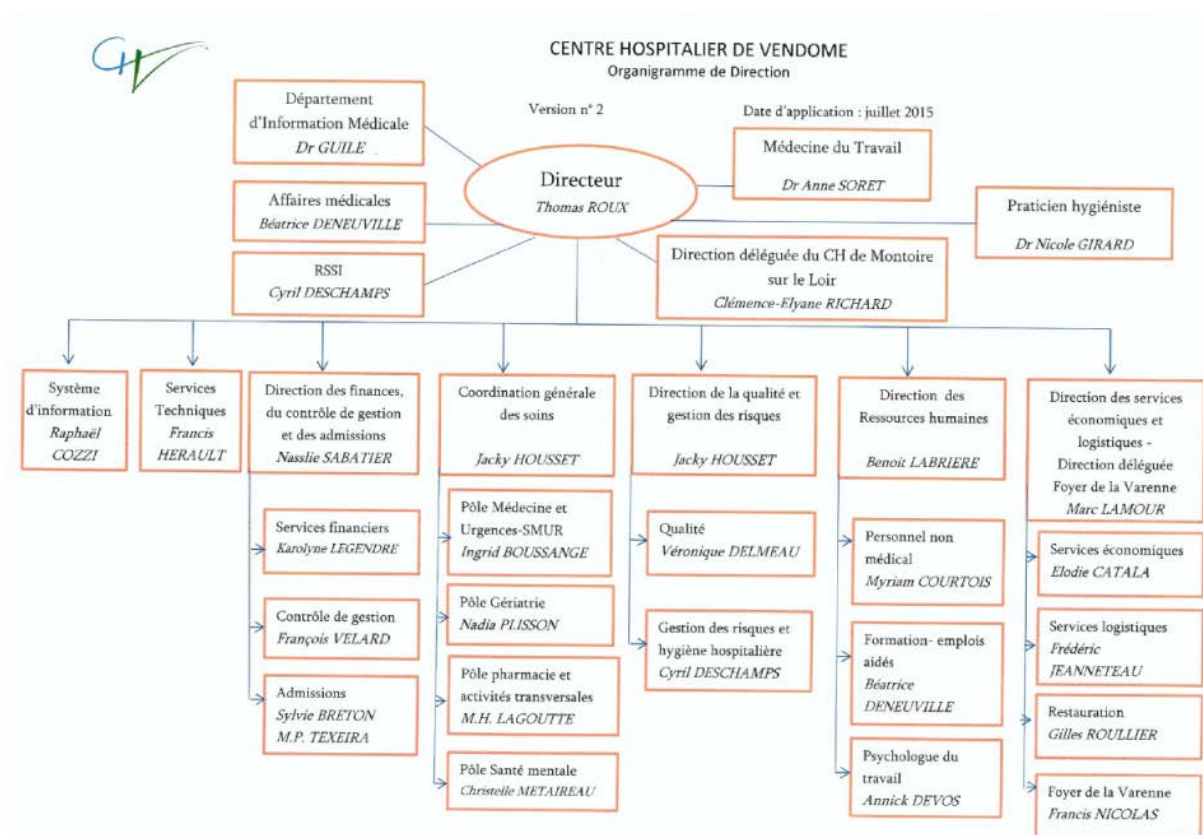 CENTRE HOSPITALIER DE VENDOME
Organigramme de Direction
Version n° 2
Date d'application : juillet 2015
Département
d'Information Médicale
Dr GUILE
Médecine du Travail
Dr Anne SORET
Directeur
Thomas ROUX
Affaires médicales
Béatrice DENEUVILLE
Praticien hygiéniste
Dr Nicole GIRARD
RSSI
Cyril DESCHAMPS
Direction déléguée du CH de Montoire
sur le Loir
Clémence-Elyane RICHARD
Système
d'information
Raphaël
COZZI
Services
Techniques
Francis
HERAULT
Direction des finances,
du contrôle de gestion
et des admissions
Nasslie SABATIER
Services financiers
Karolyne LEGENDRE
Contrôle de gestion
François VELARD
Admissions
Sylvie BRETON
M.P. TEXEIRA
Coordination générale
des soins
Jacky HOUSSET
Pôle Médecine et
Urgences-SMUR
Ingrid BOUSSANGE
Pôle Gériatrie
Nadia PLISSON
Pôle pharmacie et
activités transversales
M.H. LAGOUTTE
Pôle Santé mentale
Christelle METAIREAU
Direction de la qualité et
gestion des risques
Jacky HOUSSET
Qualité
Véronique DELMEAU
Gestion des risques et
hygiène hospitalière
Cyril DESCHAMPS
Direction des
Ressources humaines
Benoit LABRIERE
Personnel non
médical
Myriam COURTOIS
Formation- emplois
aidés
Béatrice
DENEUVILLE
Psychologue du
travail
Annick DEVOS
Direction des services
économiques et
logistiques -
Direction déléguée
Foyer de la Varenne
Marc LAMOUR
Services économiques
Elodie CATALA
Services logistiques
Frédéric
JEANNETEAU
Restauration
Gilles ROULLIER
Foyer de la Varenne
Francis NICOLAS